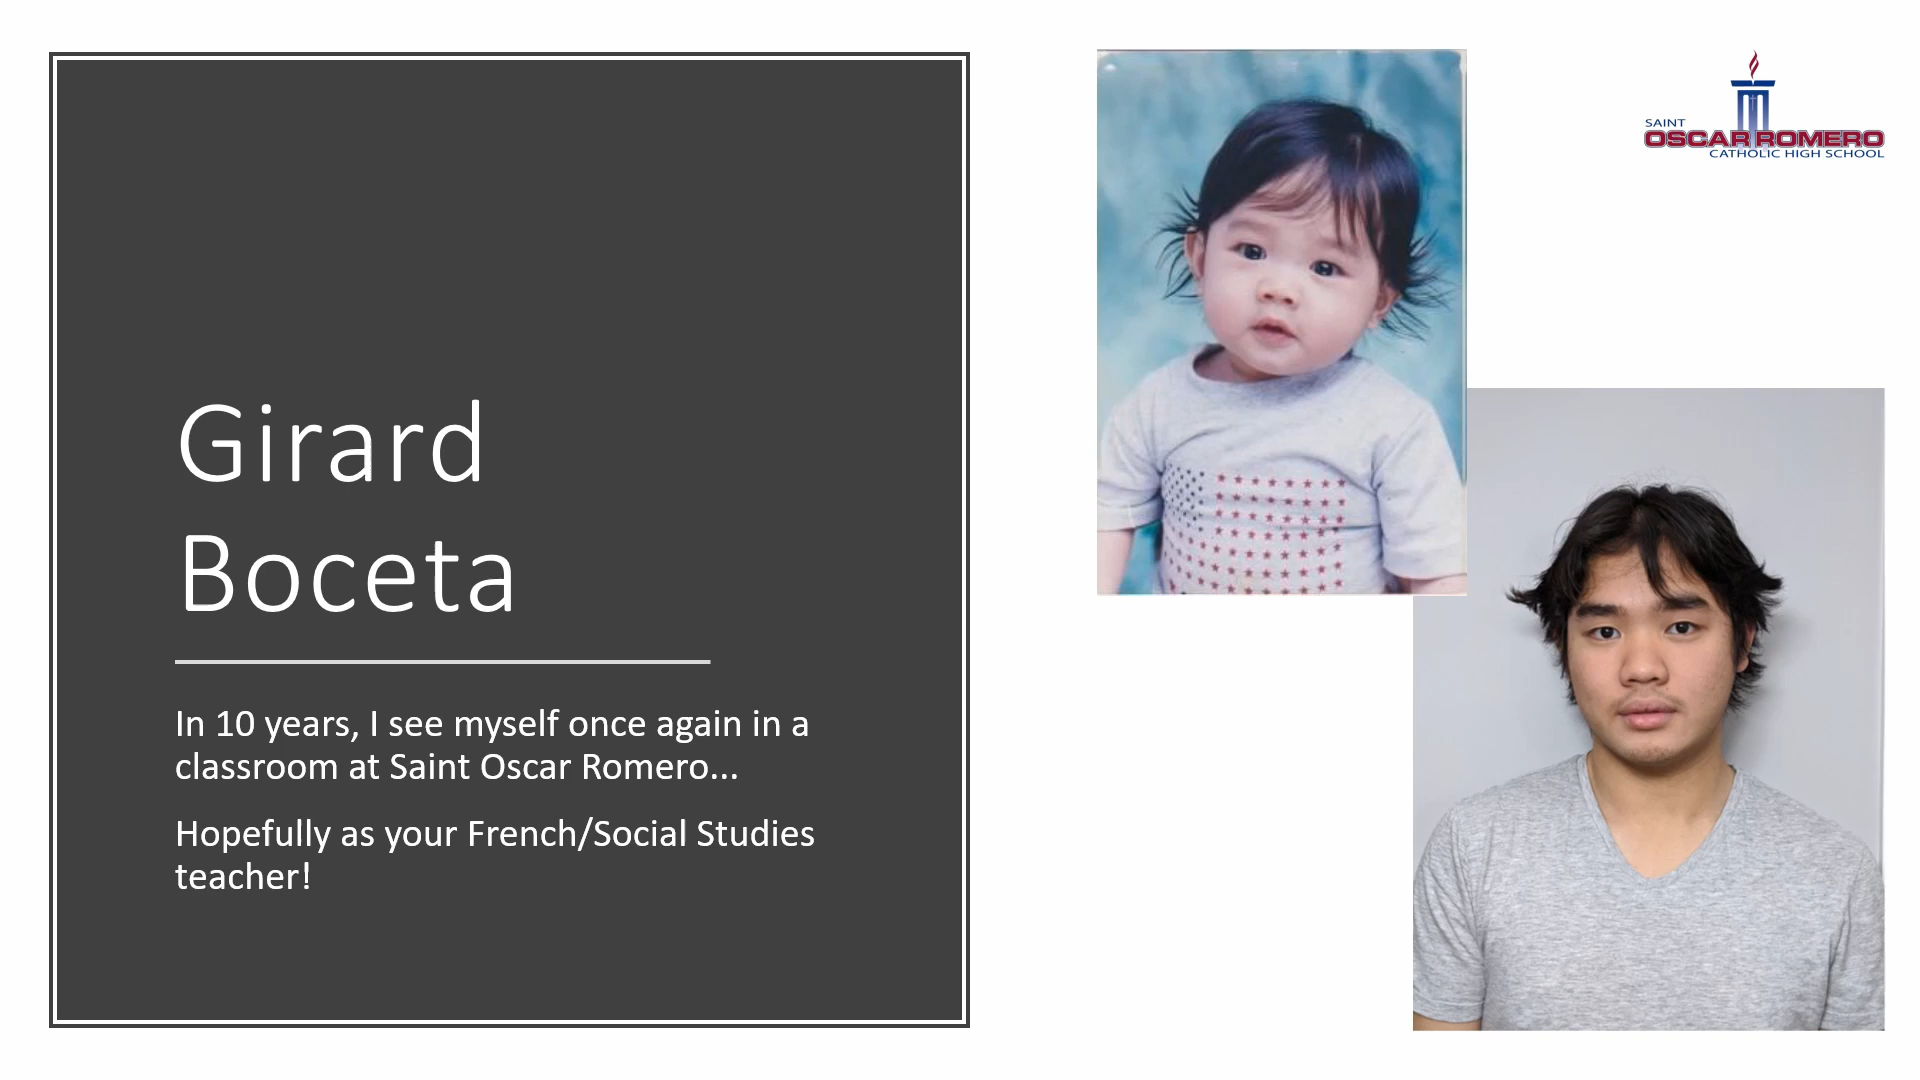 Girard
Boceta
In 10 years, I see myself once again in a
classroom at Saint Oscar Romero...
Hopefully as your French/Social Studies
teacher!
SAINT
OSCAR ROMERO
CATHOLIC HIGH SCHOOL